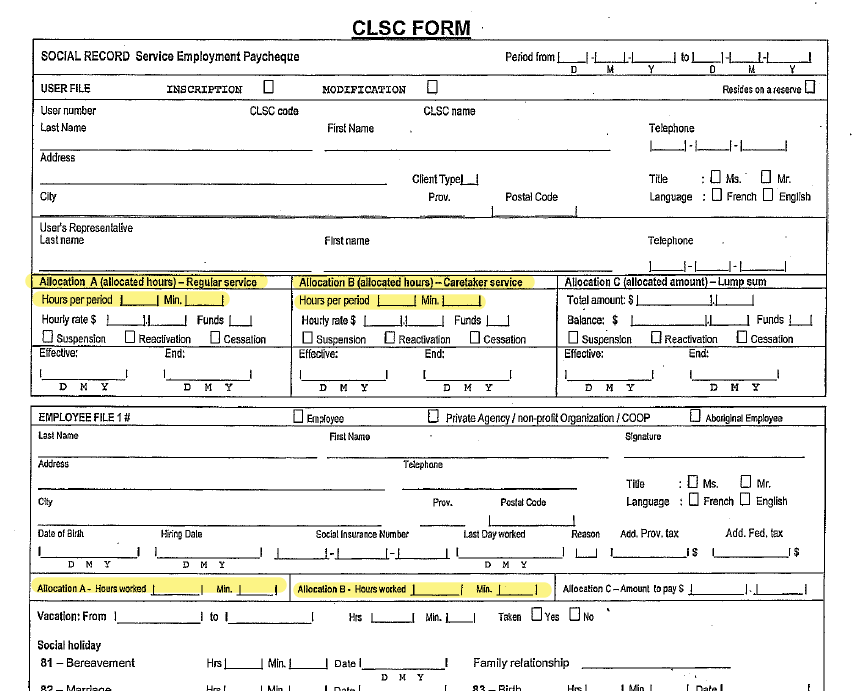 CLSC FORM
SOCIAL RECORD Service Employment Paycheque Period from - - to - -
D M Y D M Y
USER FILE INSCRIPTION MODIFICATION Resides on a reserve
User number CLSC code CLSC name
Last Name First Name Telephone
- -
Address
Client Type Title : Ms. Mr.
City Prov. Postal Code Language : French English
User's Representative
Last name First name Telephone
- -
Allocation A (allocated hours) – Regular service Allocation B (allocated hours) – Caretaker service Allocation C (allocated amount) – Lump sum
Hours per period Min. Hours per period Min. Total amount: $
Hourly rate $ Funds Hourly rate $ Funds Balance: $ Funds
Suspension Reactivation Cessation Suspension Reactivation Cessation Suspension Reactivation Cessation
Effective: End: Effective: End: Effective: End:
D M Y D M Y D M Y D M Y D M Y D M Y
EMPLOYEE FILE 1 # Employee Private Agency / non-profit Organization / COOP Aboriginal Employee
Last Name First Name Signature
Address Telephone
Title : Ms. Mr.
City Prov. Postal Code Language : French English
Date of Birth Hiring Date Social Insurance Number Last Day worked Reason Add. Prov. tax Add. Fed. tax
- - $ $
D M Y D M Y D M Y
Allocation A - Hours worked Min. Allocation B - Hours worked Min. Allocation C – Amount to pay $
Vacation: From to Hrs Min. Taken Yes No
Social holiday
81 – Bereavement Hrs Min. Date Family relationship
D M Y
82 – Marriage Hrs Min. Date 83 – Birth Hrs Min. Date